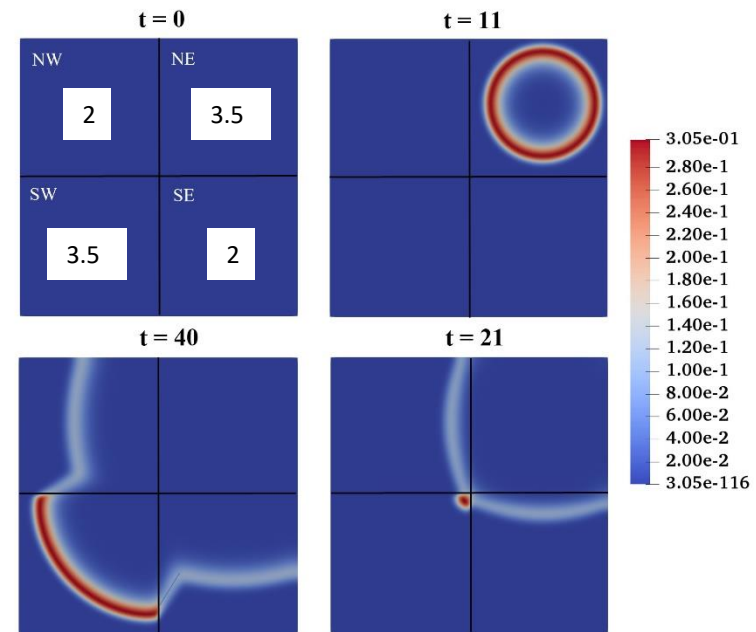 t = 0
t = 11
NW
NE
2
3.5
SW
SE
3.5
2
t = 40
t = 21
3.05e-01
2.80e-1
2.60e-1
2.40e-1
2.20e-1
2.00e-1
1.80e-1
1.60e-1
1.40e-1
1.20e-1
1.00e-1
8.00e-2
6.00e-2
4.00e-2
2.00e-2
3.05e-116